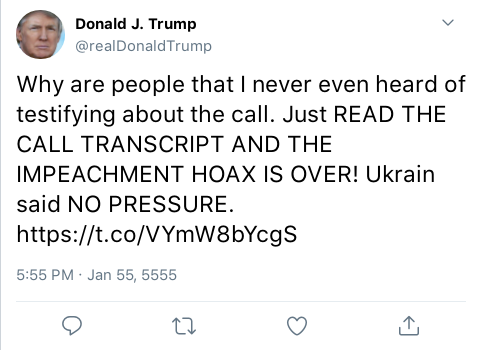 Donald J. Trump
@realDonaldTrump
Why are people that I never even heard of
testifying about the call. Just READ THE
CALL TRANSCRIPT AND THE
IMPEACHMENT HOAX IS OVER! Ukrain
said NO PRESSURE.
https://t.co/VYmW8bYcgS
5:55 PM · Jan 55, 5555